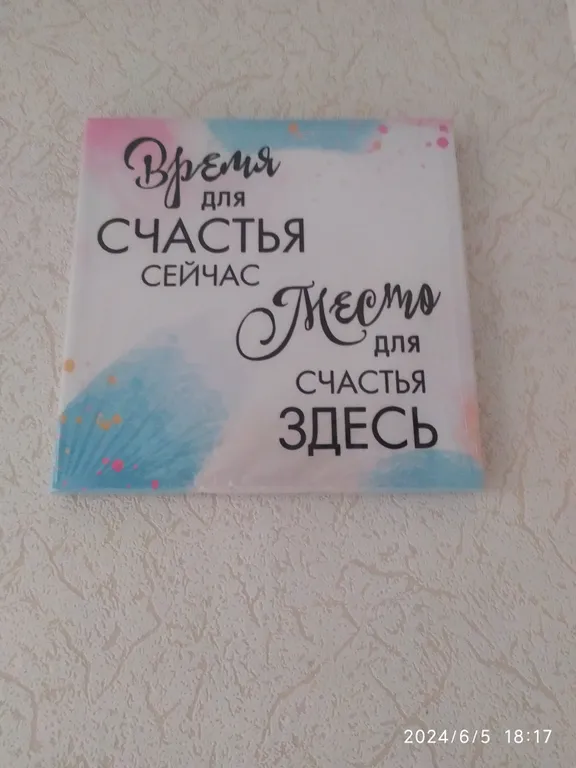 Время
для
СЧАСТЬЯ
СЕЙЧАС
Место
для
СЧАСТЬЯ
ЗДЕСЬ
2024/6/5 18:17